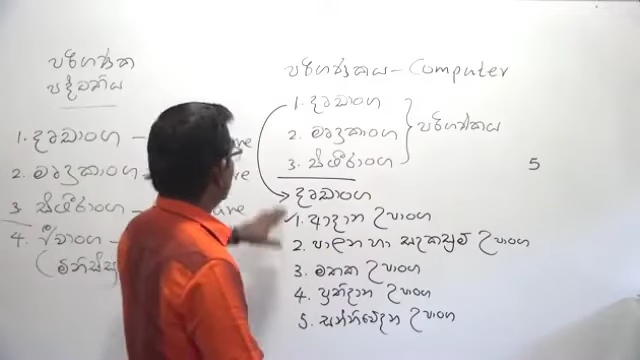 පරිගණක
පද්ධතිය
1. දෘඩාංග -
2. මෘදුකාංග -
3. ස්ථිරාංග -
ware
4. ජීවාංග -
පරිගණකය - Computer
1. දෘඩාංග
2. මෘදුකාංග
3. ස්ථිරාංග
පරිගණකය
දෘඩාංග
1. ආදාන උපාංග
2. පාලන හා සැකසුම් උපාංග
3. මතක උපාංග
4. ප්‍රතිදාන උපාංග
5. සන්නිවේදන උපාංග
5